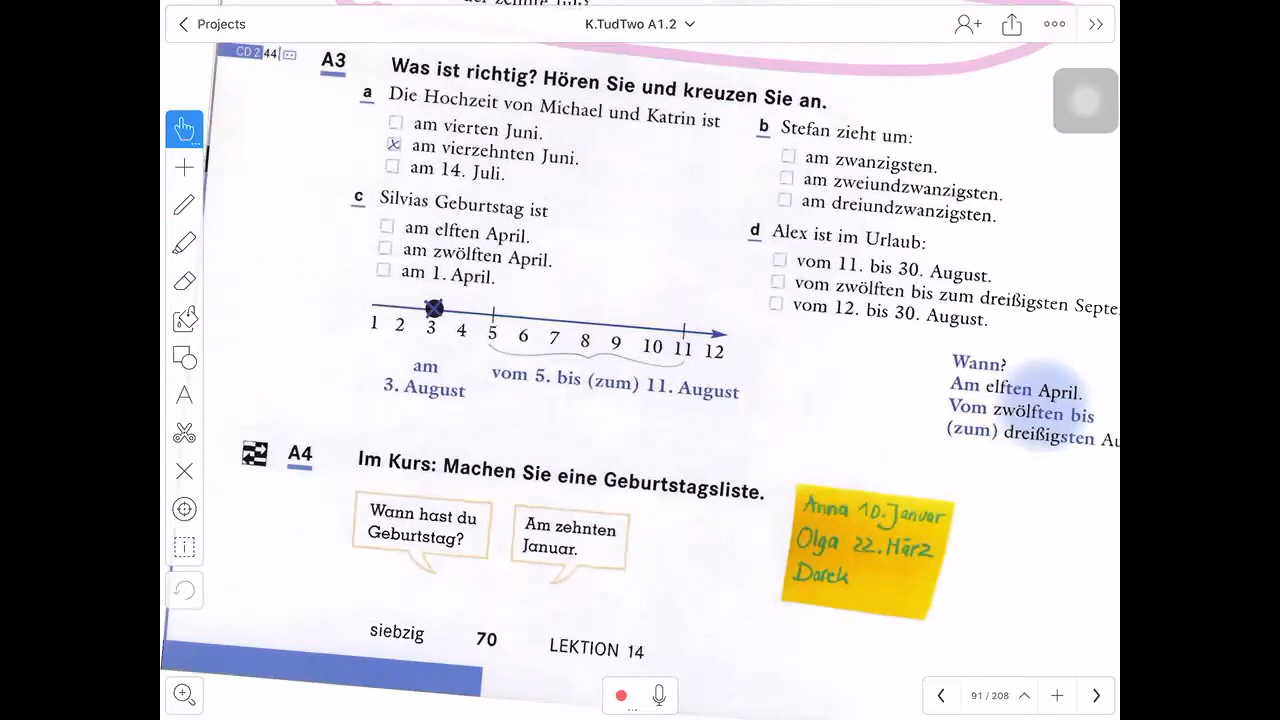 der zehnte Juli?
Projects
K.TudTwo A1.2
CD 2 44
A3
Was ist richtig? Hören Sie und kreuzen Sie an.
a Die Hochzeit von Michael und Katrin ist
am vierten Juni.
x am vierzehnten Juni.
am 14. Juli.
b Stefan zieht um:
am zwanzigsten.
am zweiundzwanzigsten.
am dreiundzwanzigsten.
c Silvias Geburtstag ist
am elften April.
am zwölften April.
am 1. April.
d Alex ist im Urlaub:
vom 11. bis 30. August.
vom zwölften bis zum dreißigsten Septe
vom 12. bis 30. August.
1 2 3 4 5 6 7 8 9 10 11 12
am
3. August
vom 5. bis (zum) 11. August
Wann?
Am elften April.
Vom zwölften bis
(zum) dreißigsten Au
A4
Im Kurs: Machen Sie eine Geburtstagsliste.
Wann hast du
Geburtstag?
Am zehnten
Januar.
Anna 10. Januar
Olga 22. März
Darek
siebzig 70 LEKTION 14
91 / 208